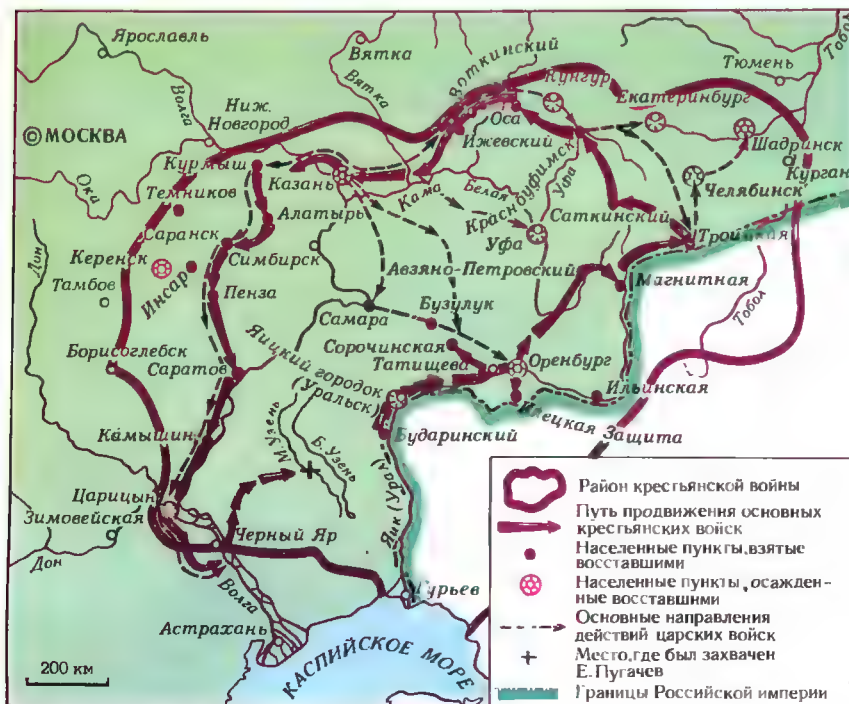 Ярославль
Вятка
Тюмень
Тобол
Волга
Вятка
Воткинский
Кунгур
Екатеринбург
Ниж.
Новгород
МОСКВА
Оса
Ижевский
Шадринск
Курган
Курмыш
Казань
Ока
Темников
Кама
Белая
Красноуфимск
Уфа
Челябинск
Алатырь
Саткинский
Саранск
Уфа
Троицкая
Дон
Керенск
Симбирск
Авзяно-Петровский
Магнитная
Тамбов
Инсар
Пенза
Бузулук
Тобол
Самара
Сорочинская
Борисоглебск
Саратов
Татищева
Оренбург
Яицкий городок
(Уральск)
Ильинская
Илецкая Защита
Камышин
М.Узень
Б.Узень
Бударинский
Царицын
Зимовейская
Яик (Урал)
Черный Яр
Дон
Волга
Гурьев
Астрахань
КАСПИЙСКОЕ МОРЕ
200 км
Район крестьянской войны
Путь продвижения основных
крестьянских войск
Населенные пункты, взятые
восставшими
Населенные пункты, осажден-
ные восставшими
Основные направления
действий царских войск
Место, где был захвачен
Е. Пугачев
Границы Российской империи